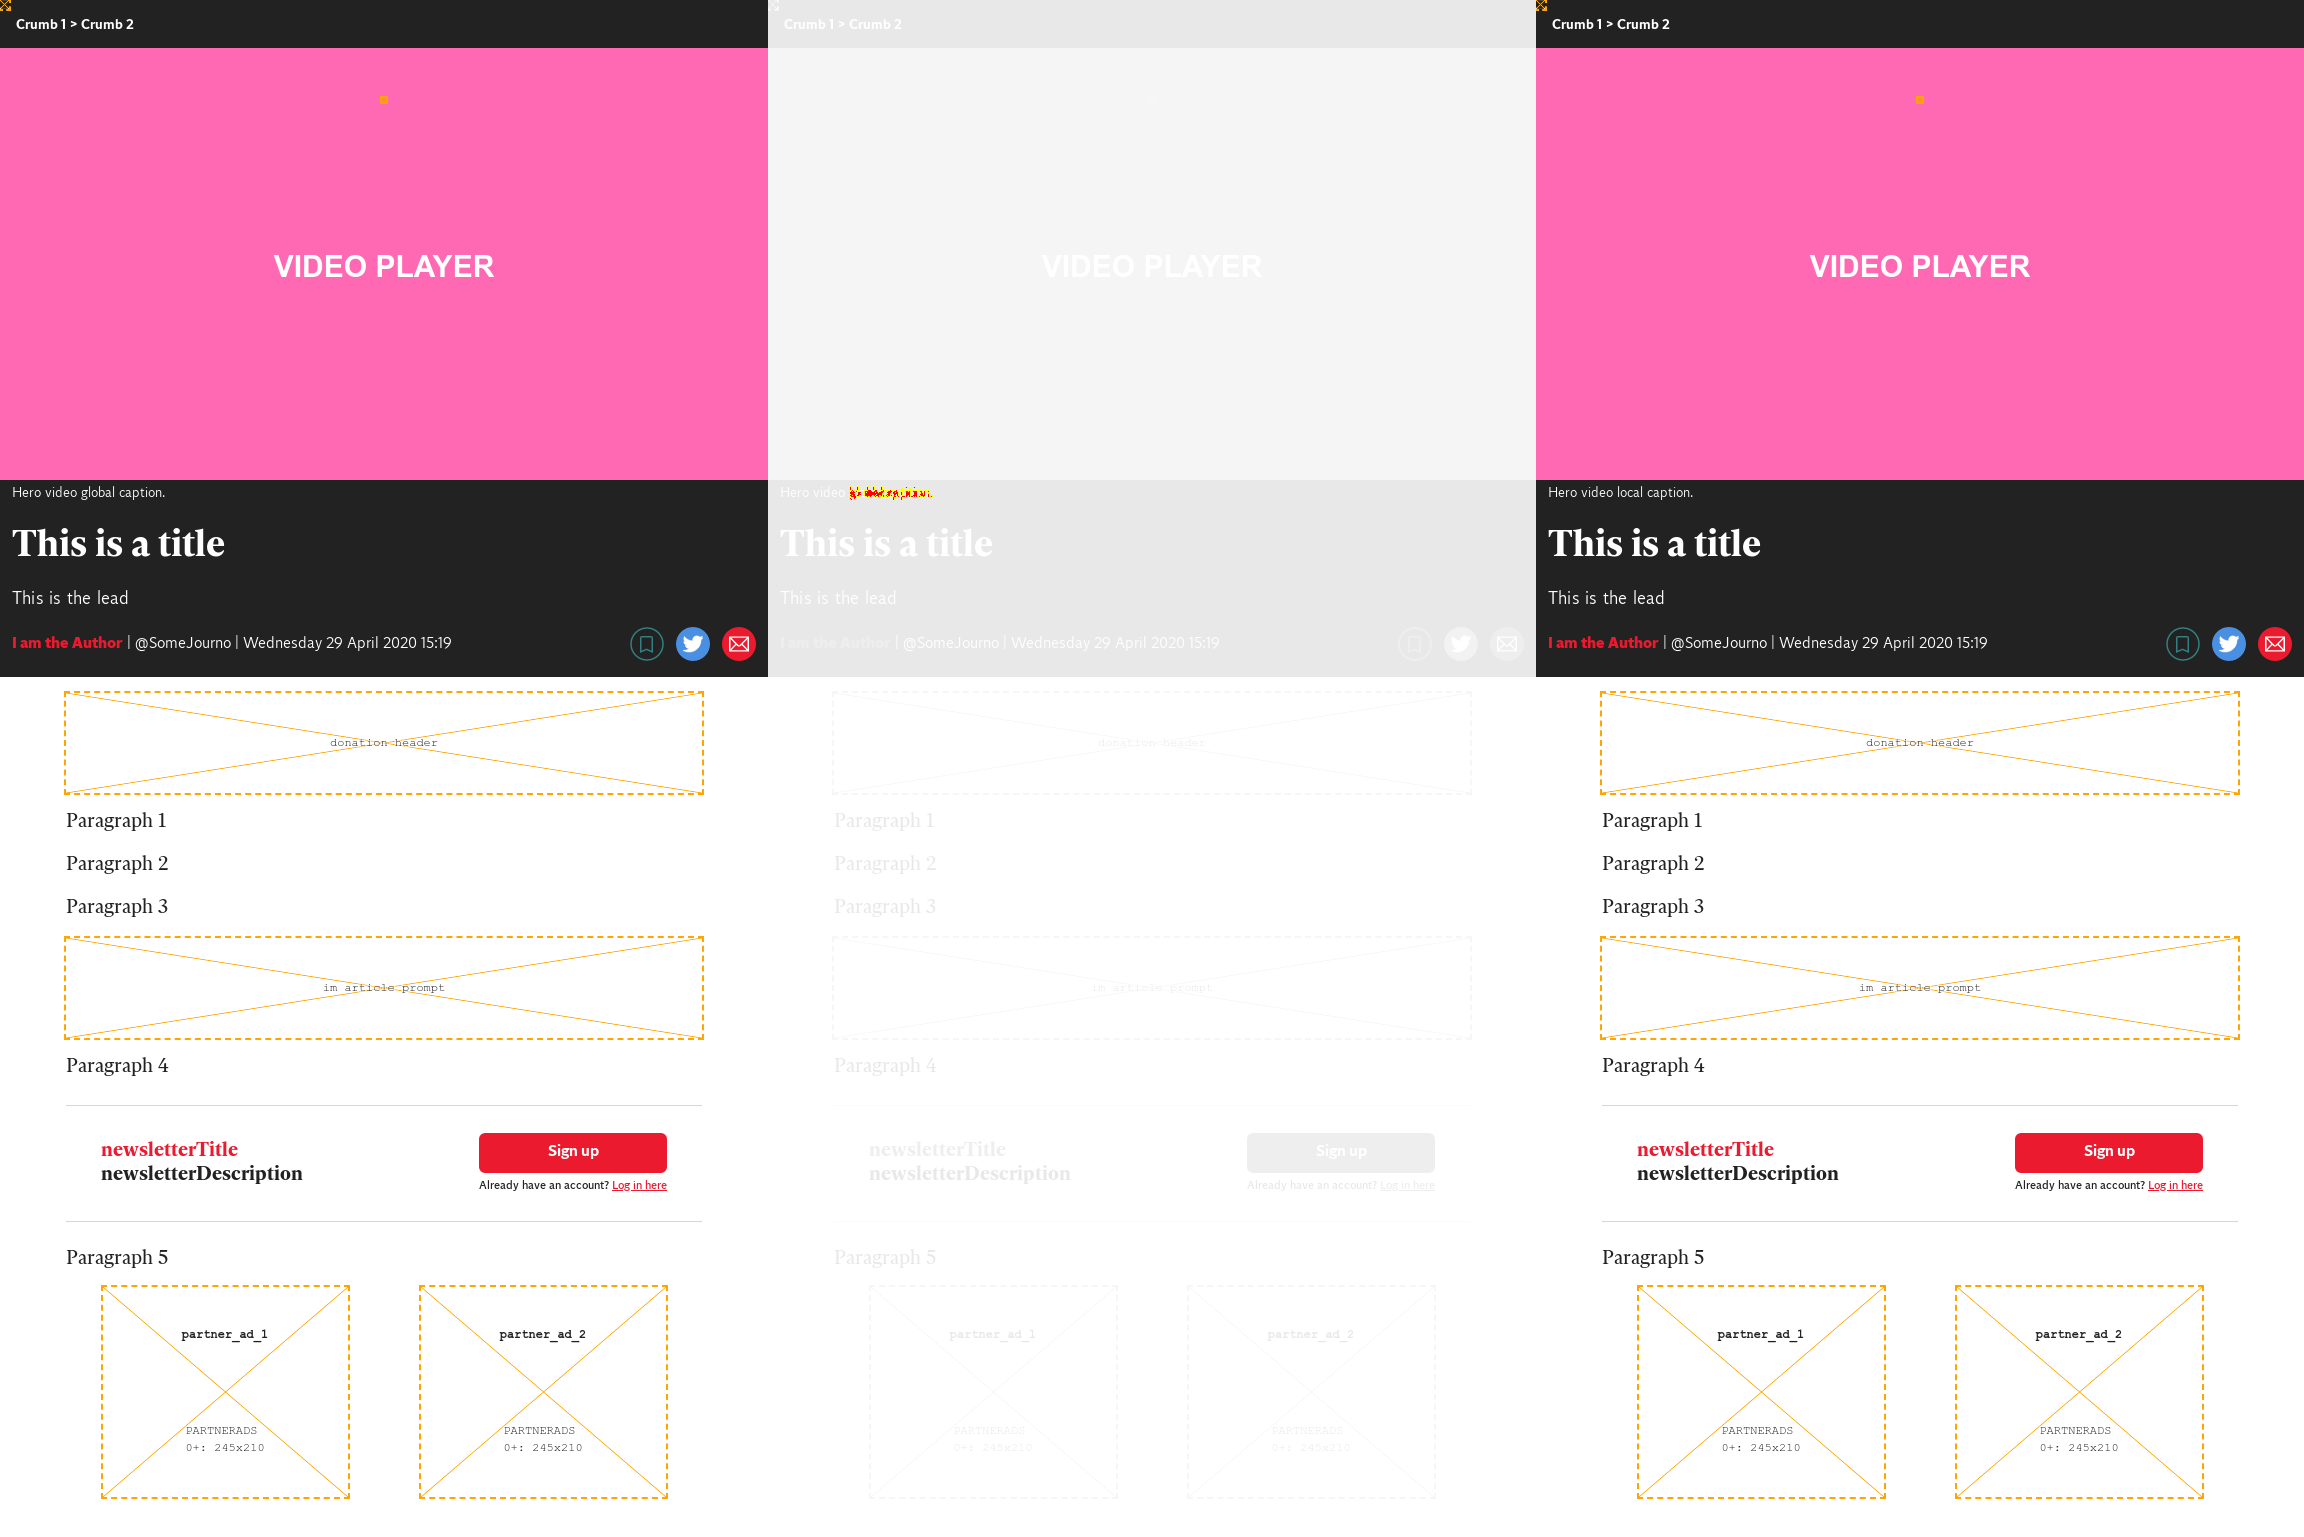 Crumb 1 > Crumb 2
VIDEO PLAYER
Hero video global caption.
This is a title
This is the lead
I am the Author | @SomeJourno | Wednesday 29 April 2020 15:19
donation header
Paragraph 1
Paragraph 2
Paragraph 3
im article prompt
Paragraph 4
newsletterTitle
newsletterDescription
Sign up
Already have an account? Log in here
Paragraph 5
partner_ad_1
PARTNERADS
0+: 245x210
partner_ad_2
PARTNERADS
0+: 245x210
Crumb 1 > Crumb 2
VIDEO PLAYER
Hero video
This is a title
This is the lead
I am the Author | @SomeJourno | Wednesday 29 April 2020 15:19
donation header
Paragraph 1
Paragraph 2
Paragraph 3
im article prompt
Paragraph 4
newsletterTitle
newsletterDescription
Sign up
Already have an account? Log in here
Paragraph 5
partner_ad_1
PARTNERADS
0+: 245x210
partner_ad_2
PARTNERADS
0+: 245x210
Crumb 1 > Crumb 2
VIDEO PLAYER
Hero video local caption.
This is a title
This is the lead
I am the Author | @SomeJourno | Wednesday 29 April 2020 15:19
donation header
Paragraph 1
Paragraph 2
Paragraph 3
im article prompt
Paragraph 4
newsletterTitle
newsletterDescription
Sign up
Already have an account? Log in here
Paragraph 5
partner_ad_1
PARTNERADS
0+: 245x210
partner_ad_2
PARTNERADS
0+: 245x210